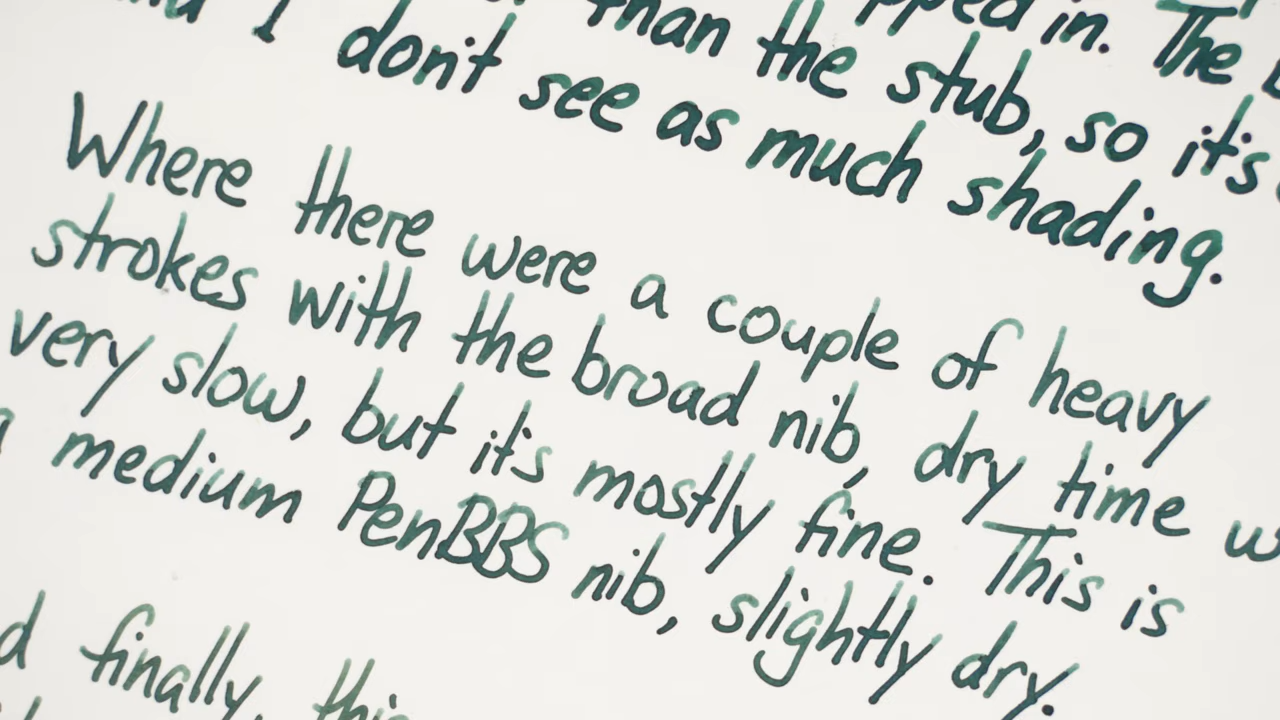 than the stub, so it's
I don't see as much shading.
Where there were a couple of heavy
strokes with the broad nib, dry time
very slow, but it's mostly fine. This is
medium PenBBS nib, slightly dry.
finally, this